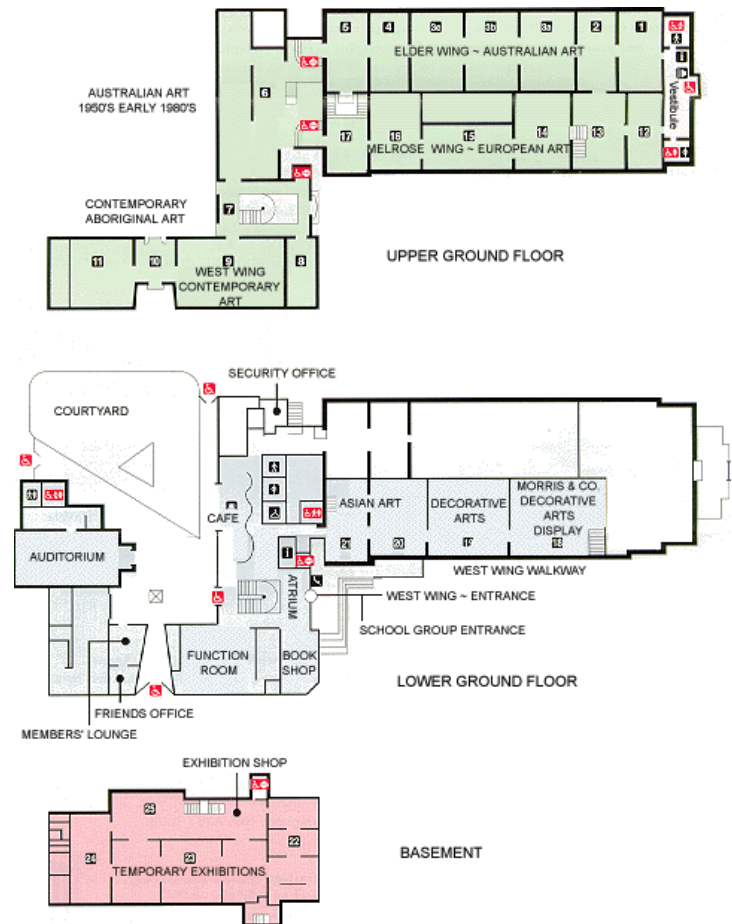 5
4
3c
3b
3a
2
1
ELDER WING ~ AUSTRALIAN ART
AUSTRALIAN ART
1950'S EARLY 1980'S
6
Vestibule
17
16
15
14
13
12
MELROSE WING ~ EUROPEAN ART
CONTEMPORARY
ABORIGINAL ART
7
UPPER GROUND FLOOR
11
10
9
8
WEST WING
CONTEMPORARY
ART
SECURITY OFFICE
COURTYARD
CAFE
ASIAN ART
DECORATIVE
ARTS
MORRIS & CO.
DECORATIVE
ARTS
DISPLAY
21
20
19
18
AUDITORIUM
i
ATRIUM
WEST WING WALKWAY
WEST WING ~ ENTRANCE
SCHOOL GROUP ENTRANCE
FUNCTION
ROOM
BOOK
SHOP
LOWER GROUND FLOOR
FRIENDS OFFICE
MEMBERS' LOUNGE
EXHIBITION SHOP
25
22
24
23
TEMPORARY EXHIBITIONS
BASEMENT